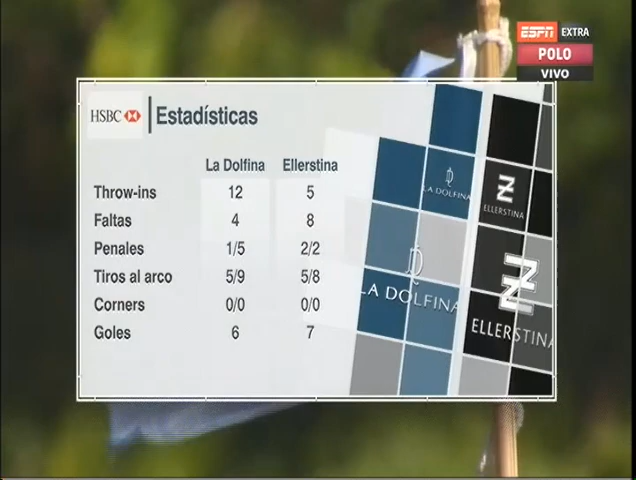 ESPN EXTRA
POLO
VIVO
HSBC Estadísticas
La Dolfina Ellerstina
Throw-ins 12 5
Faltas 4 8
Penales 1/5 2/2
Tiros al arco 5/9 5/8
Corners 0/0 0/0
Goles 6 7
LA DOLFINA
ELLERSTINA
LA DOLFINA
ELLERSTINA